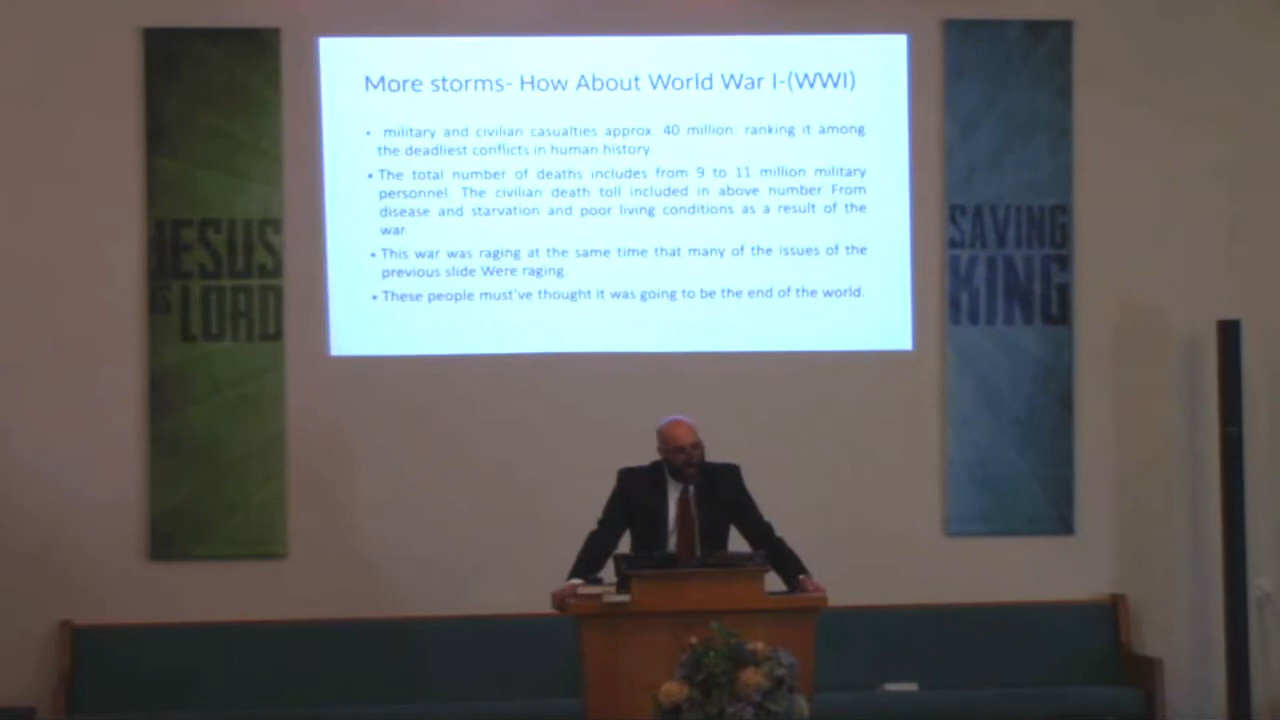 More storms- How About World War I-(WWI)
• military and civilian casualties approx. 40 million: ranking it among
the deadliest conflicts in human history.
• The total number of deaths includes from 9 to 11 million military
personnel. The civilian death toll included in above number From
disease and starvation and poor living conditions as a result of the
war.
• This war was raging at the same time that many of the issues of the
previous slide Were raging.
• These people must've thought it was going to be the end of the world.
JESUS
IS LORD
SAVING
KING